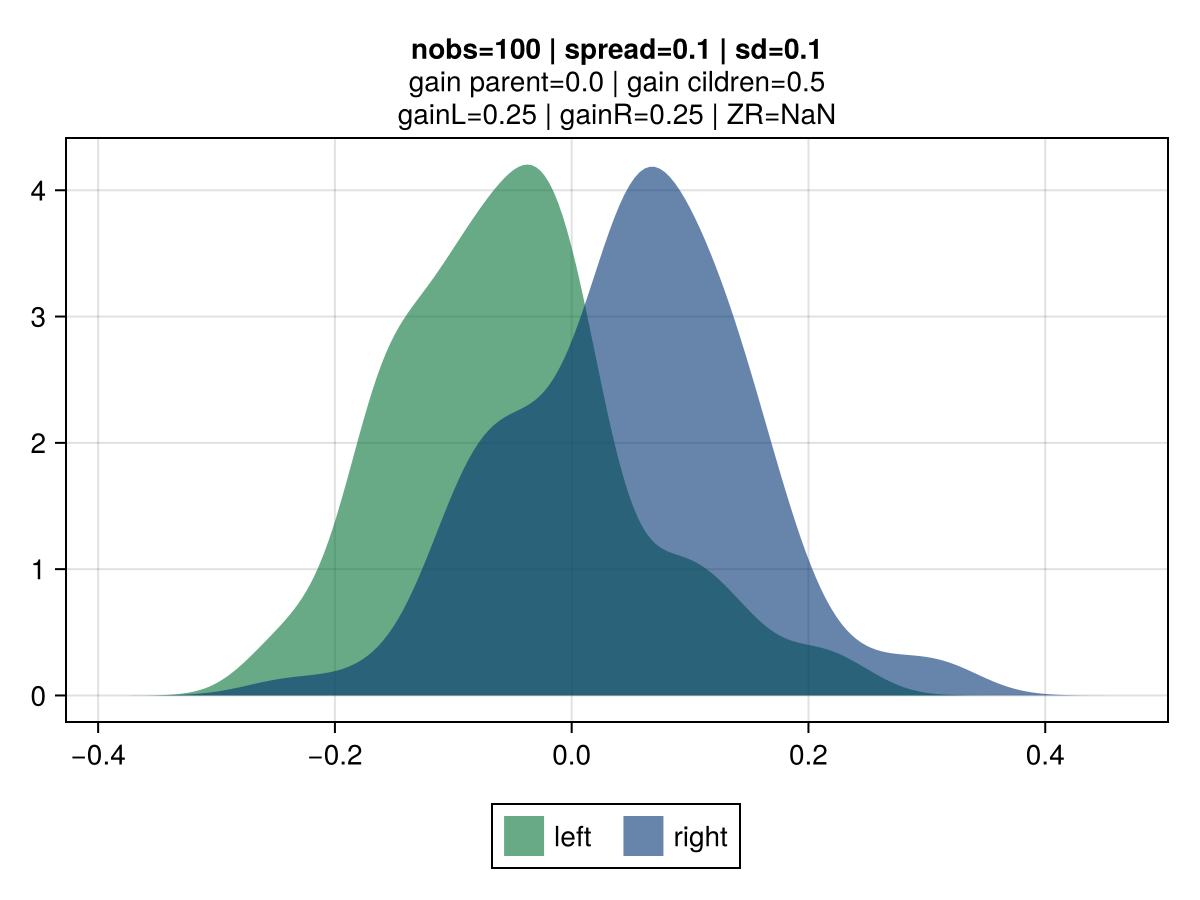 nobs=100 | spread=0.1 | sd=0.1
gain parent=0.0 | gain cildren=0.5
gainL=0.25 | gainR=0.25 | ZR=NaN
4
3
2
1
0
−0.4
−0.2
0.0
0.2
0.4
left
right